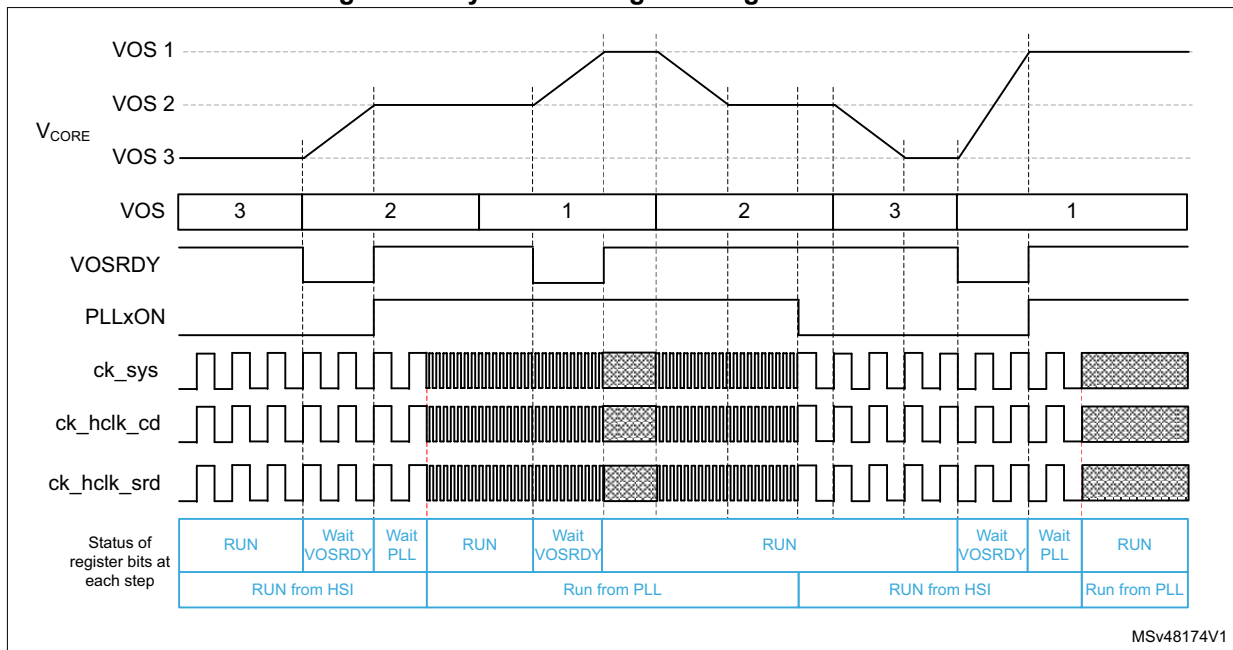 VOS 1
VOS 2
V_CORE
VOS 3
VOS 3 2 1 2 3 1
VOSRDY
PLLxON
ck_sys
ck_hclk_cd
ck_hclk_srd
Status of register bits at each step
RUN
Wait VOSRDY
Wait PLL
RUN
Wait VOSRDY
RUN
Wait VOSRDY
Wait PLL
RUN
RUN from HSI
Run from PLL
RUN from HSI
Run from PLL
MSv48174V1